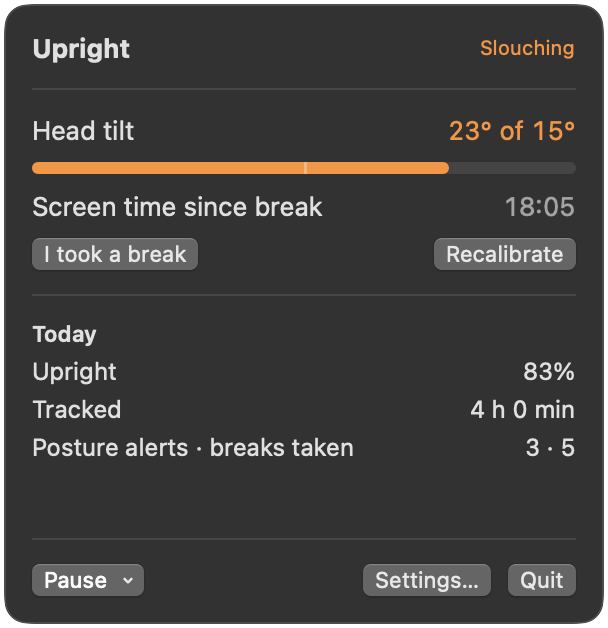 Upright Slouching
Head tilt 23° of 15°
Screen time since break 18:05
I took a break Recalibrate
Today
Upright 83%
Tracked 4 h 0 min
Posture alerts · breaks taken 3 · 5
Pause Settings... Quit